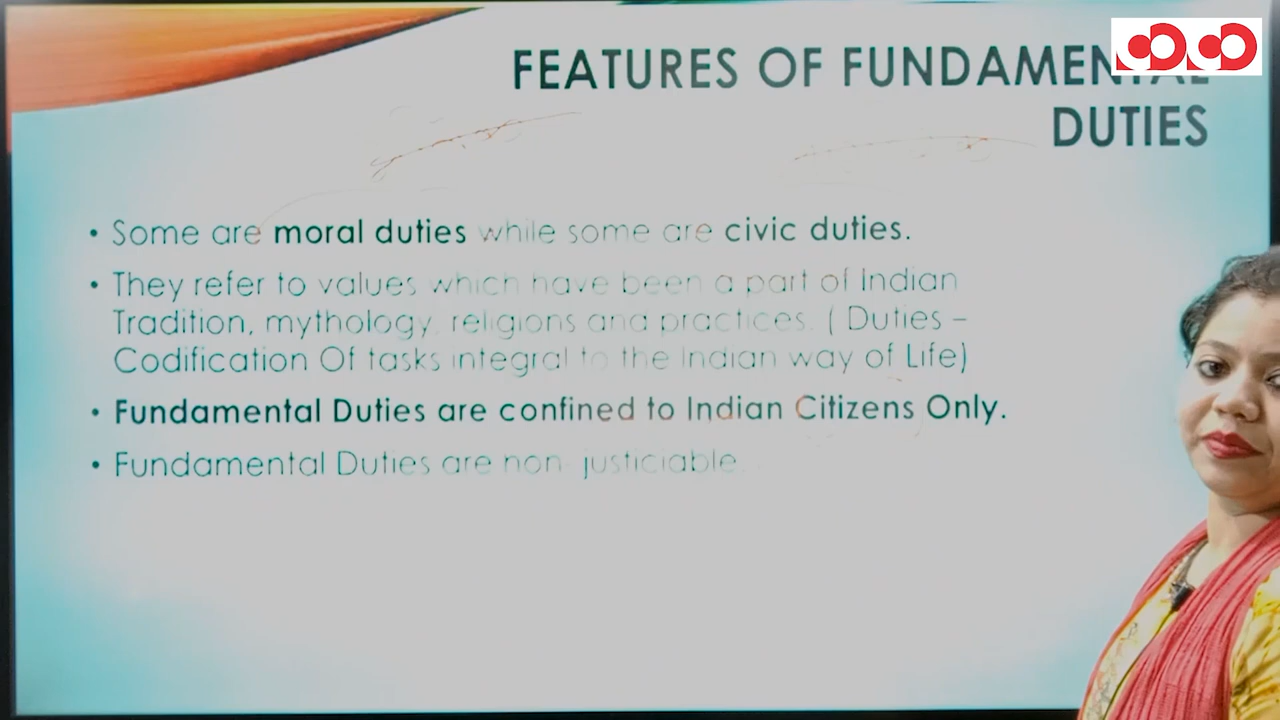 FEATURES OF FUNDAMENTAL
DUTIES
• Some are moral duties while some are civic duties.
• They refer to values which have been a part of Indian
Tradition, mythology, religions and practices. ( Duties –
Codification Of tasks integral to the Indian way of Life)
• Fundamental Duties are confined to Indian Citizens Only.
• Fundamental Duties are non- justiciable.